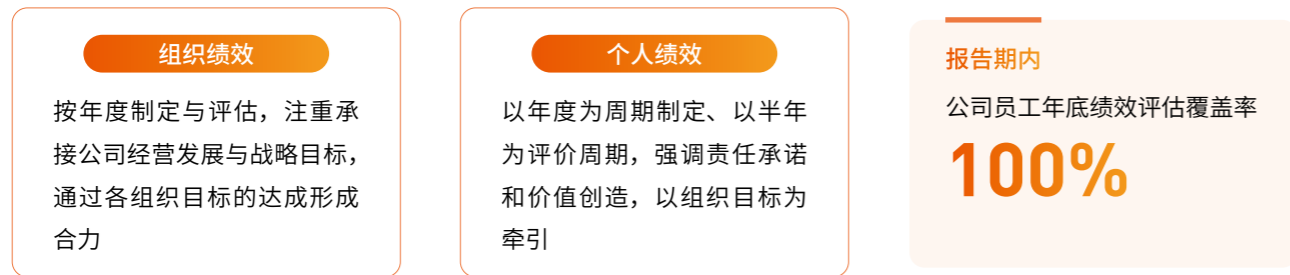 组织绩效
按年度制定与评估，注重承
接公司经营发展与战略目标，
通过各组织目标的达成形成
合力
个人绩效
以年度为周期制定、以半年
为评价周期，强调责任承诺
和价值创造，以组织目标为
牵引
报告期内
公司员工年底绩效评估覆盖率
100%